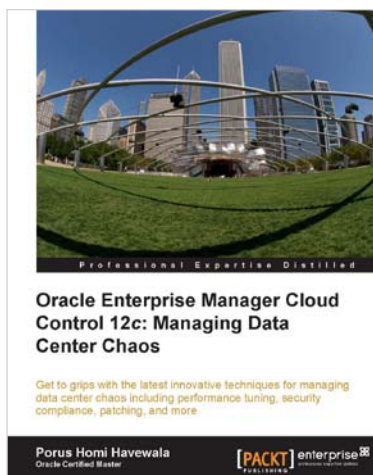 Professional Expertise Distilled
Oracle Enterprise Manager Cloud
Control 12c: Managing Data
Center Chaos
Get to grips with the latest innovative techniques for managing
data center chaos including performance tuning, security
compliance, patching, and more
Porus Homi Havewala
Oracle Certified Master
[PACKT] enterprise
PUBLISHING